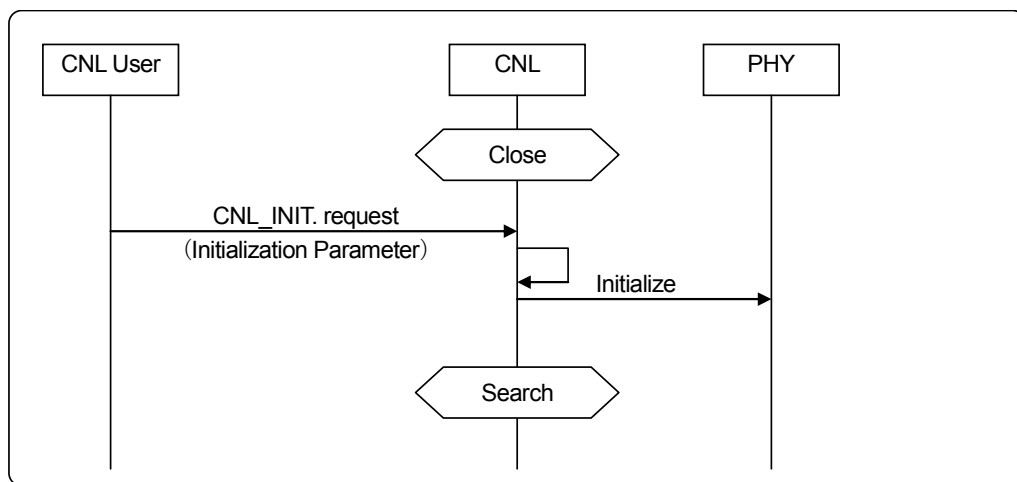 CNL User
CNL
PHY
Close
CNL_INIT. request
（Initialization Parameter）
Initialize
Search